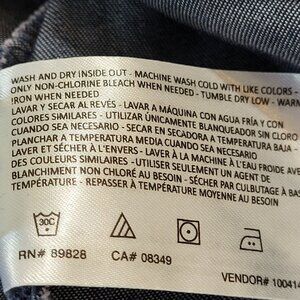 WASH AND DRY INSIDE OUT - MACHINE WASH COLD WITH LIKE COLORS -
ONLY NON-CHLORINE BLEACH WHEN NEEDED - TUMBLE DRY LOW - WARM
IRON WHEN NEEDED
LAVAR Y SECAR AL REVÉS - LAVAR A MÁQUINA CON AGUA FRÍA Y CON
COLORES SIMILARES - UTILIZAR ÚNICAMENTE BLANQUEADOR SIN CLORO
CUANDO SEA NECESARIO - SECAR EN SECADORA A TEMPERATURA BAJA -
PLANCHAR A TEMPERATURA MEDIA CUANDO SEA NECESARIO
LAVER ET SÉCHER À L'ENVERS - LAVER À LA MACHINE À L'EAU FROIDE AVEC
DES COULEURS SIMILAIRES - UTILISER SEULEMENT UN AGENT DE
BLANCHIMENT NON CHLORÉ AU BESOIN - SÉCHER PAR CULBUTAGE À BASSE
TEMPÉRATURE - REPASSER À TEMPÉRATURE MOYENNE AU BESOIN
30C
RN# 89828 CA# 08349
VENDOR# 100414